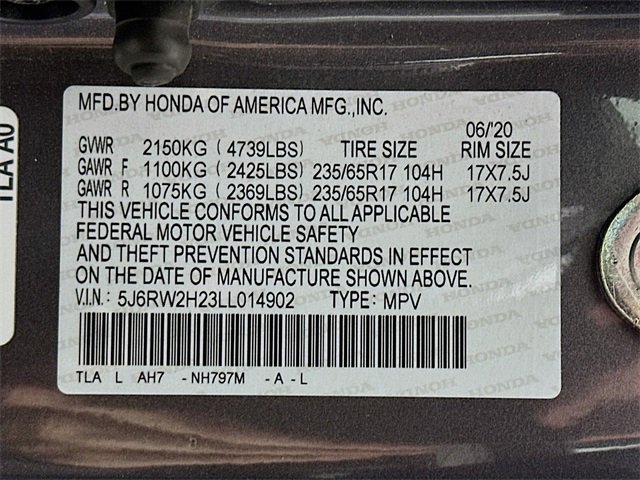 MFD.BY HONDA OF AMERICA MFG.,INC.
06/'20
GVWR 2150KG ( 4739LBS) TIRE SIZE RIM SIZE
GAWR F 1100KG ( 2425LBS) 235/65R17 104H 17X7.5J
GAWR R 1075KG ( 2369LBS) 235/65R17 104H 17X7.5J
THIS VEHICLE CONFORMS TO ALL APPLICABLE
FEDERAL MOTOR VEHICLE SAFETY
AND THEFT PREVENTION STANDARDS IN EFFECT
ON THE DATE OF MANUFACTURE SHOWN ABOVE.
V.I.N.: 5J6RW2H23LL014902 TYPE: MPV
TLA L AH7 -NH797M -A-L
TLA A0